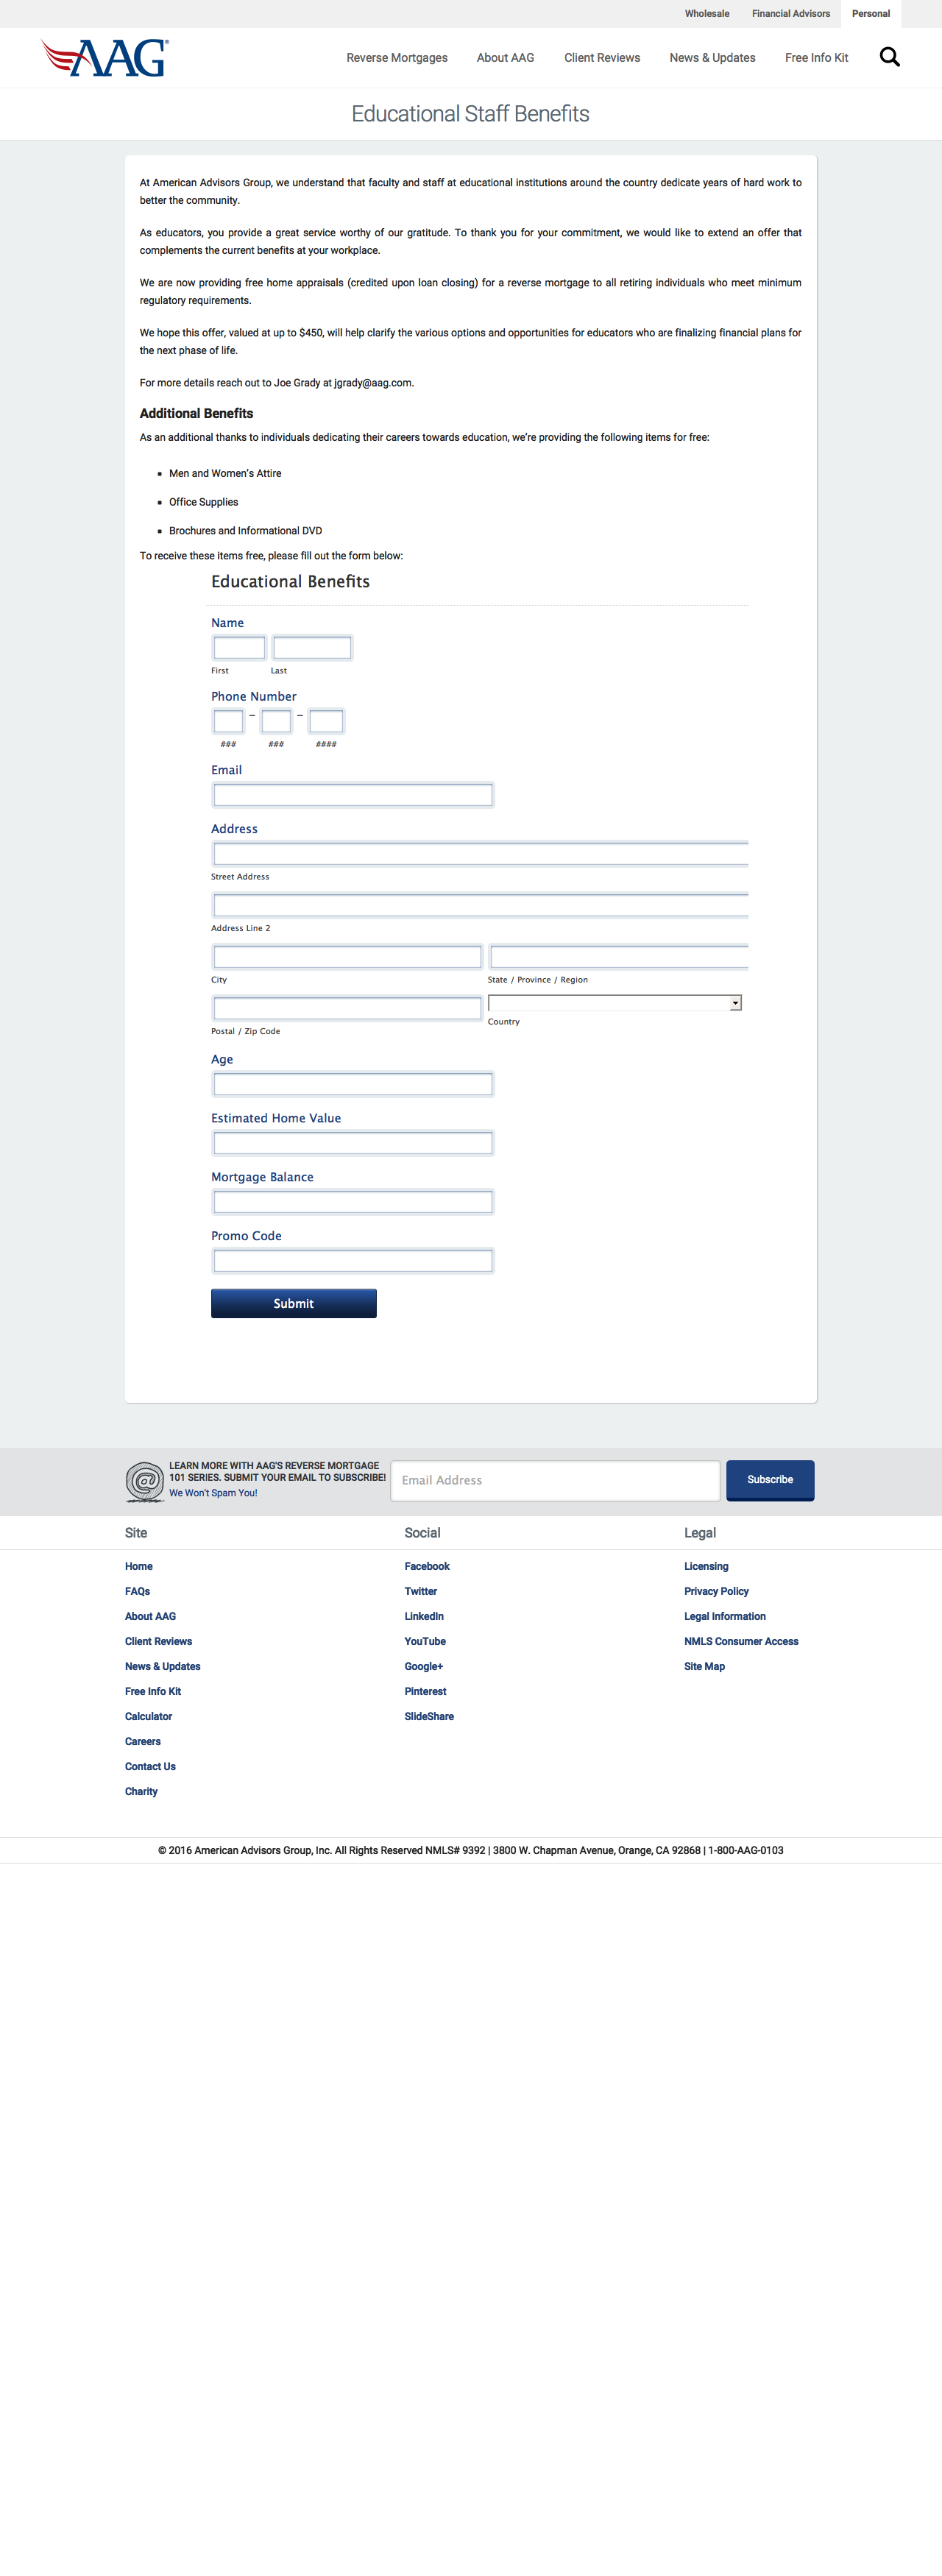 Wholesale
Financial Advisors
Personal
AAG®
Reverse Mortgages
About AAG
Client Reviews
News & Updates
Free Info Kit
Educational Staff Benefits
At American Advisors Group, we understand that faculty and staff at educational institutions around the country dedicate years of hard work to
better the community.
As educators, you provide a great service worthy of our gratitude. To thank you for your commitment, we would like to extend an offer that
complements the current benefits at your workplace.
We are now providing free home appraisals (credited upon loan closing) for a reverse mortgage to all retiring individuals who meet minimum
regulatory requirements.
We hope this offer, valued at up to $450, will help clarify the various options and opportunities for educators who are finalizing financial plans for
the next phase of life.
For more details reach out to Joe Grady at jgrady@aag.com.
Additional Benefits
As an additional thanks to individuals dedicating their careers towards education, we're providing the following items for free:
Men and Women's Attire
Office Supplies
Brochures and Informational DVD
To receive these items free, please fill out the form below:
Educational Benefits
Name
First
Last
Phone Number
– –
### ### ####
Email
Address
Street Address
Address Line 2
City
State / Province / Region
Postal / Zip Code
Country
Age
Estimated Home Value
Mortgage Balance
Promo Code
Submit
@
LEARN MORE WITH AAG'S REVERSE MORTGAGE
101 SERIES. SUBMIT YOUR EMAIL TO SUBSCRIBE!
We Won't Spam You!
Email Address
Subscribe
Site
Home
FAQs
About AAG
Client Reviews
News & Updates
Free Info Kit
Calculator
Careers
Contact Us
Charity
Social
Facebook
Twitter
LinkedIn
YouTube
Google+
Pinterest
SlideShare
Legal
Licensing
Privacy Policy
Legal Information
NMLS Consumer Access
Site Map
© 2016 American Advisors Group, Inc. All Rights Reserved NMLS# 9392 | 3800 W. Chapman Avenue, Orange, CA 92868 | 1-800-AAG-0103